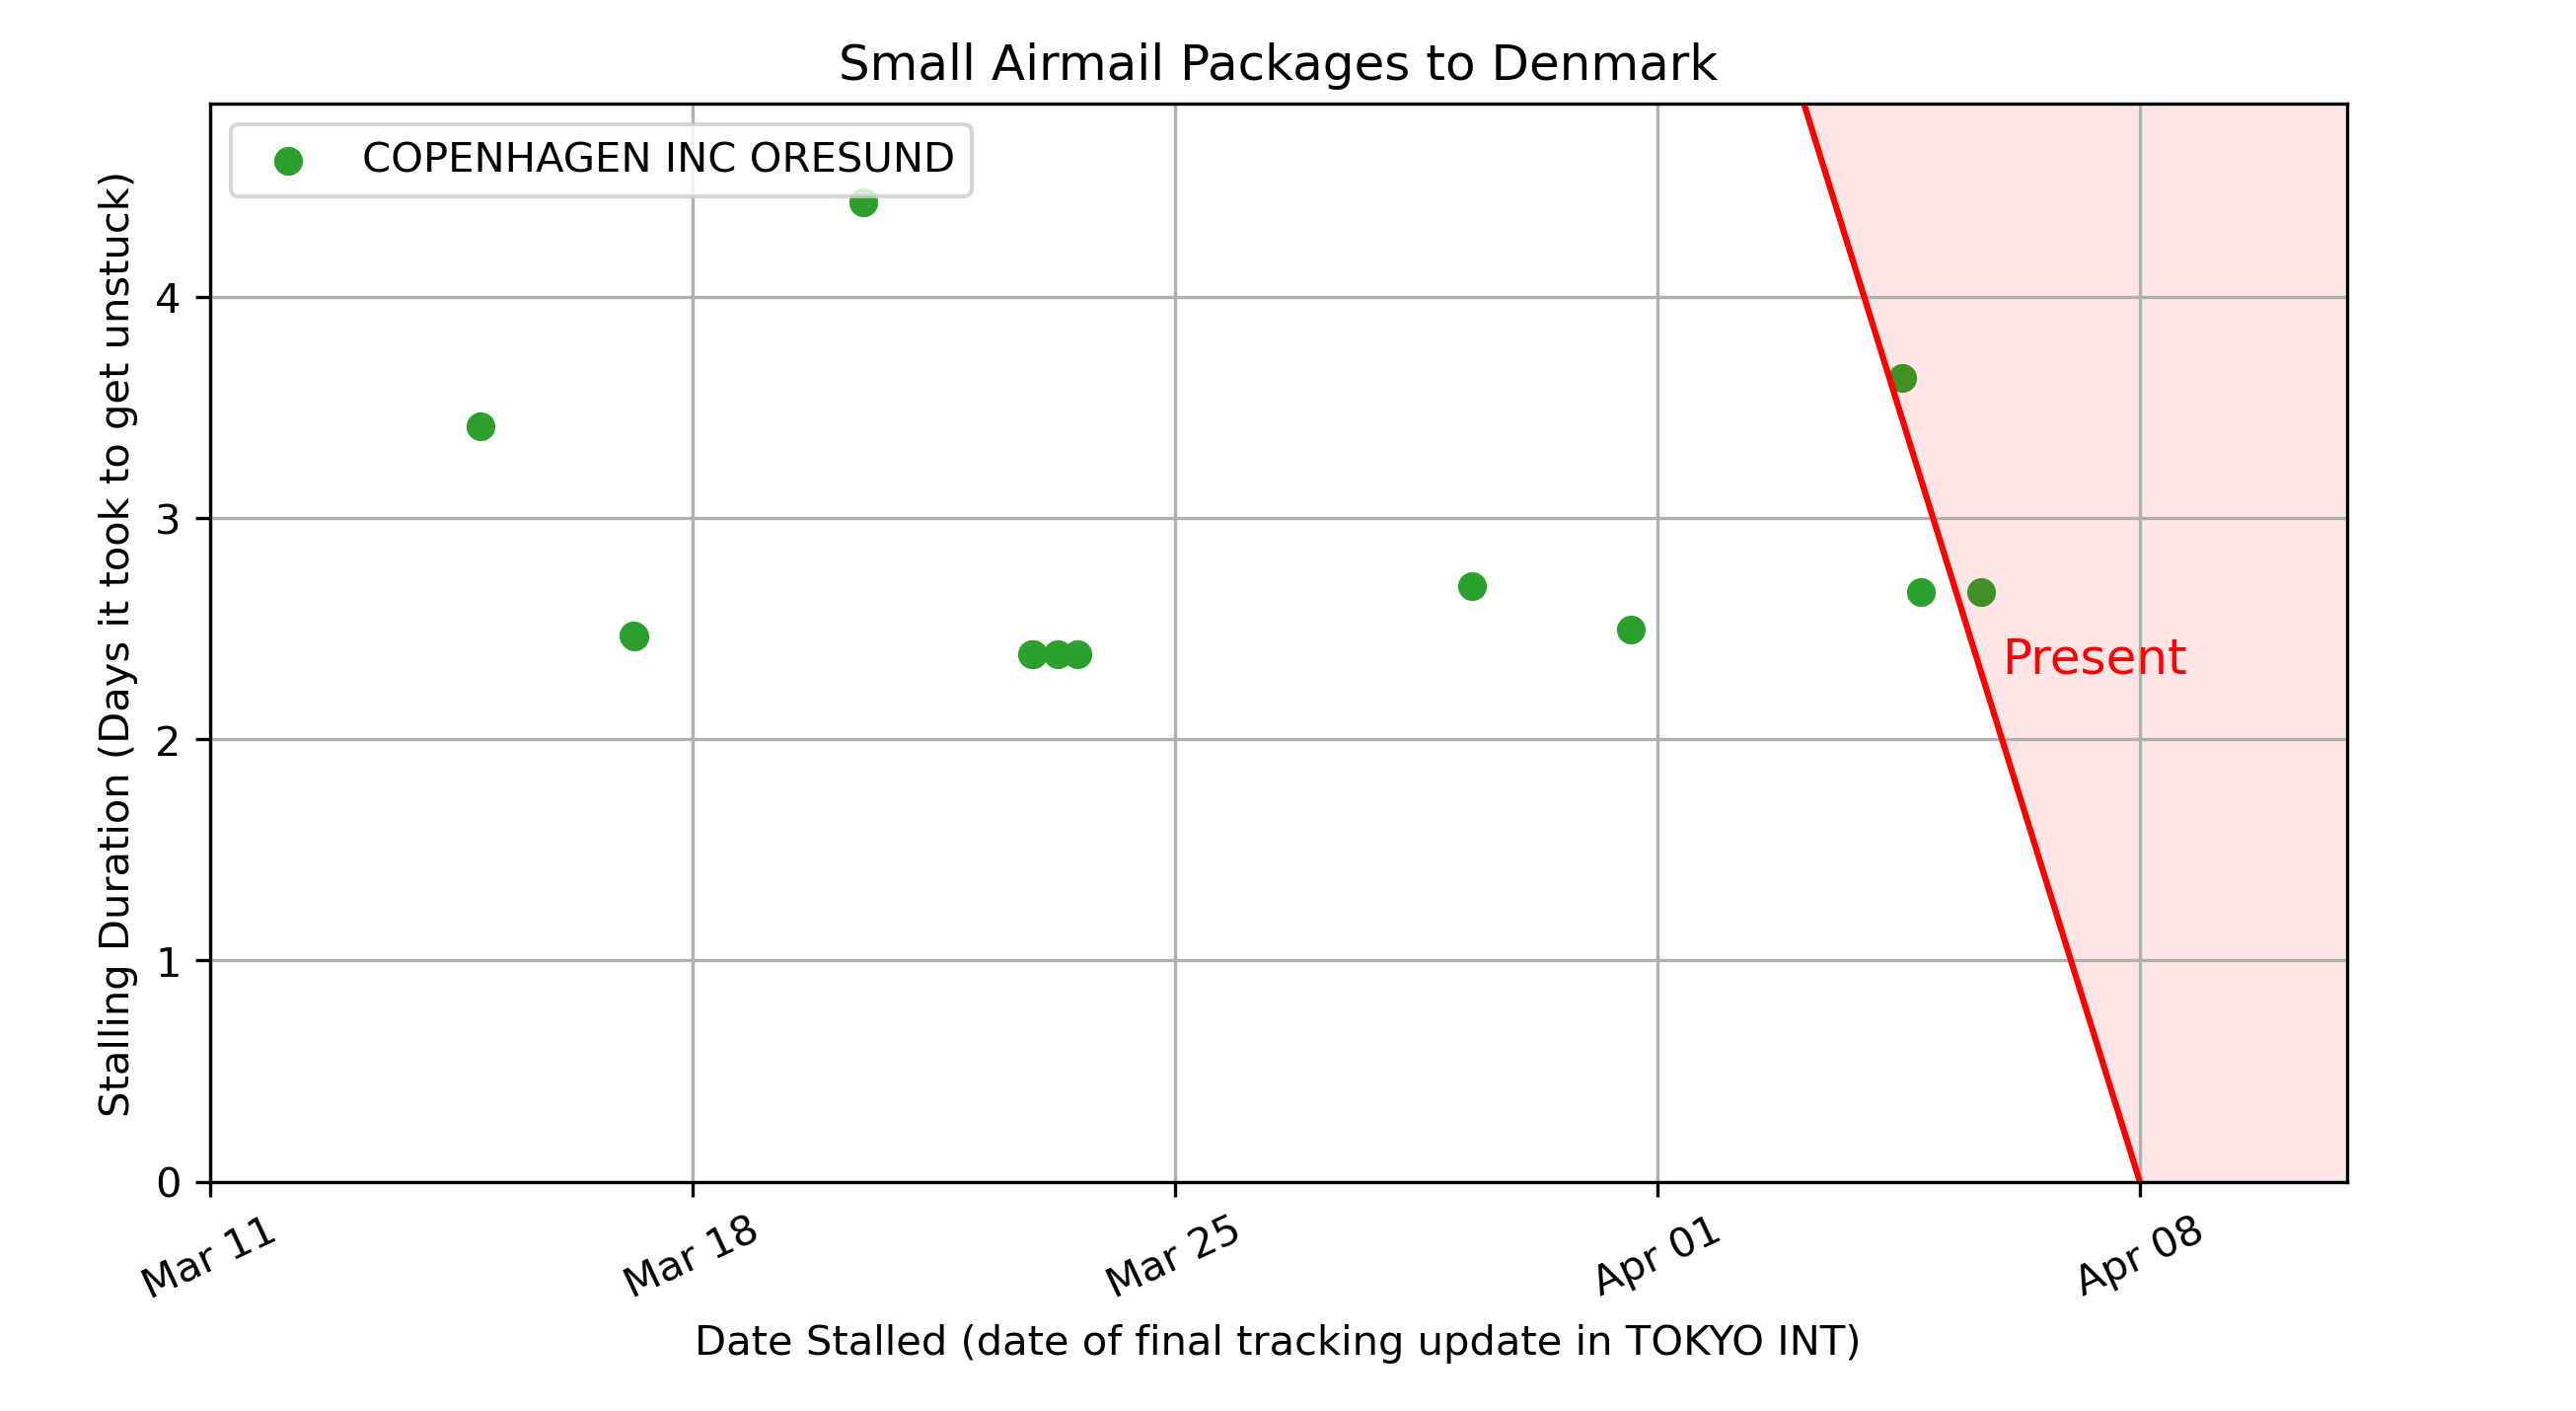 Small Airmail Packages to Denmark
COPENHAGEN INC ORESUND
Stalling Duration (Days it took to get unstuck)
4
3
2
1
0
Present
Mar 11
Mar 18
Mar 25
Apr 01
Apr 08
Date Stalled (date of final tracking update in TOKYO INT)